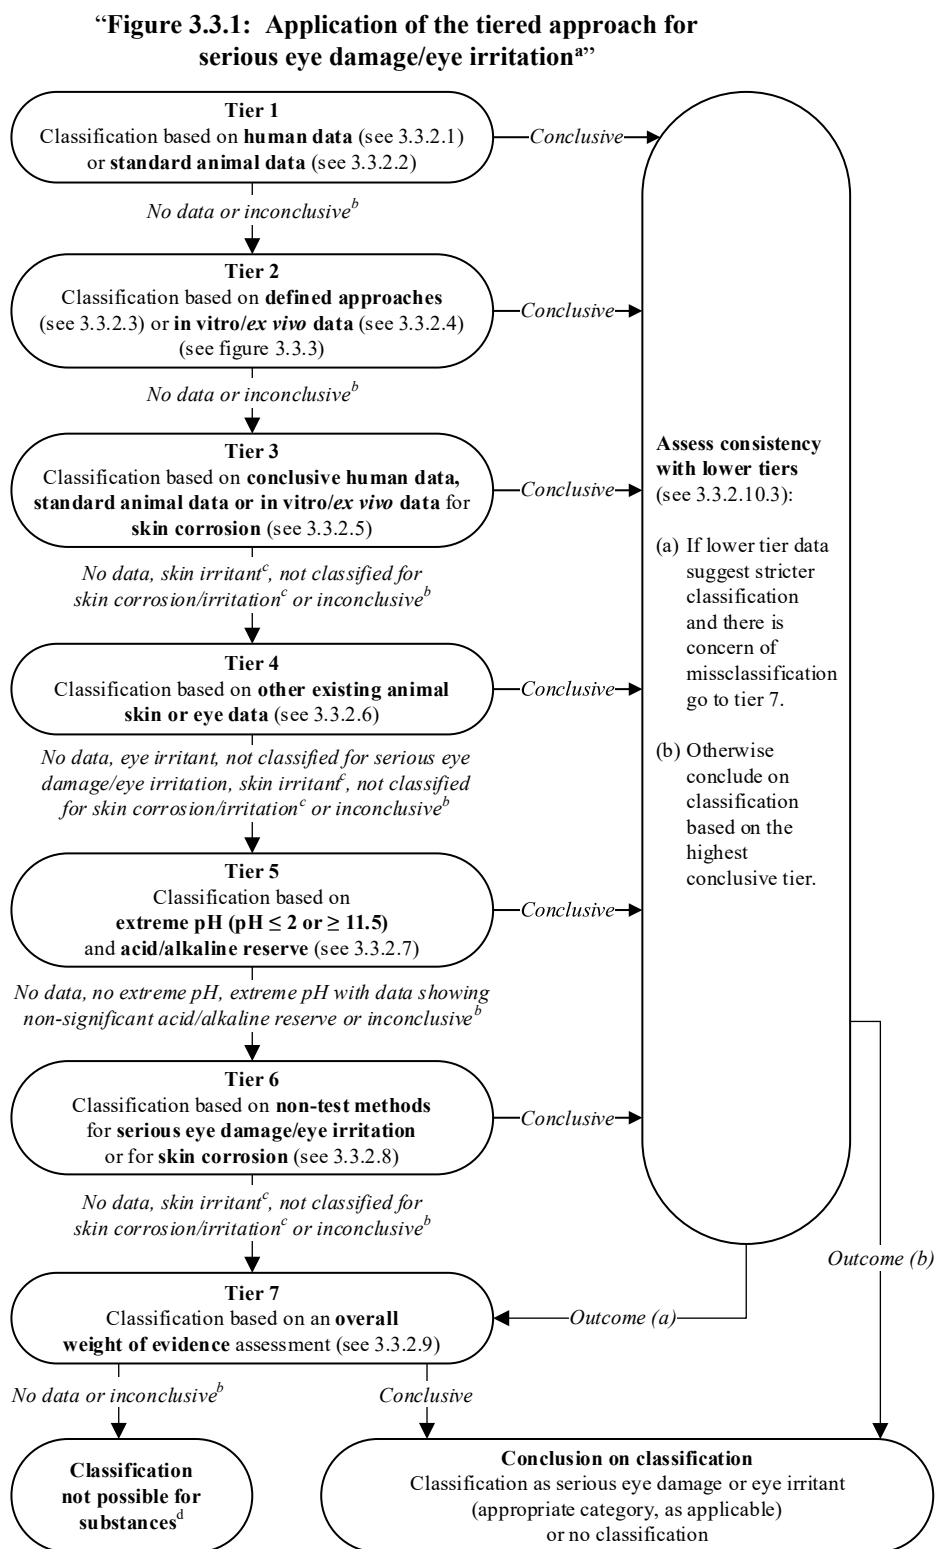 “Figure 3.3.1: Application of the tiered approach for
serious eye damage/eye irritationᵃ”
Tier 1
Classification based on human data (see 3.3.2.1)
or standard animal data (see 3.3.2.2)
Conclusive
No data or inconclusiveᵇ
Tier 2
Classification based on defined approaches
(see 3.3.2.3) or in vitro/ex vivo data (see 3.3.2.4)
(see figure 3.3.3)
Conclusive
No data or inconclusiveᵇ
Tier 3
Classification based on conclusive human data,
standard animal data or in vitro/ex vivo data for
skin corrosion (see 3.3.2.5)
Conclusive
No data, skin irritantᶜ, not classified for
skin corrosion/irritationᶜ or inconclusiveᵇ
Tier 4
Classification based on other existing animal
skin or eye data (see 3.3.2.6)
Conclusive
No data, eye irritant, not classified for serious eye
damage/eye irritation, skin irritantᶜ, not classified
for skin corrosion/irritationᶜ or inconclusiveᵇ
Tier 5
Classification based on
extreme pH (pH ≤ 2 or ≥ 11.5)
and acid/alkaline reserve (see 3.3.2.7)
Conclusive
No data, no extreme pH, extreme pH with data showing
non-significant acid/alkaline reserve or inconclusiveᵇ
Tier 6
Classification based on non-test methods
for serious eye damage/eye irritation
or for skin corrosion (see 3.3.2.8)
Conclusive
No data, skin irritantᶜ, not classified for
skin corrosion/irritationᶜ or inconclusiveᵇ
Assess consistency
with lower tiers
(see 3.3.2.10.3):
(a) If lower tier data
suggest stricter
classification
and there is
concern of
missclassification
go to tier 7.
(b) Otherwise
conclude on
classification
based on the
highest
conclusive tier.
Outcome (b)
Outcome (a)
Tier 7
Classification based on an overall
weight of evidence assessment (see 3.3.2.9)
No data or inconclusiveᵇ
Conclusive
Classification
not possible for
substancesᵈ
Conclusion on classification
Classification as serious eye damage or eye irritant
(appropriate category, as applicable)
or no classification